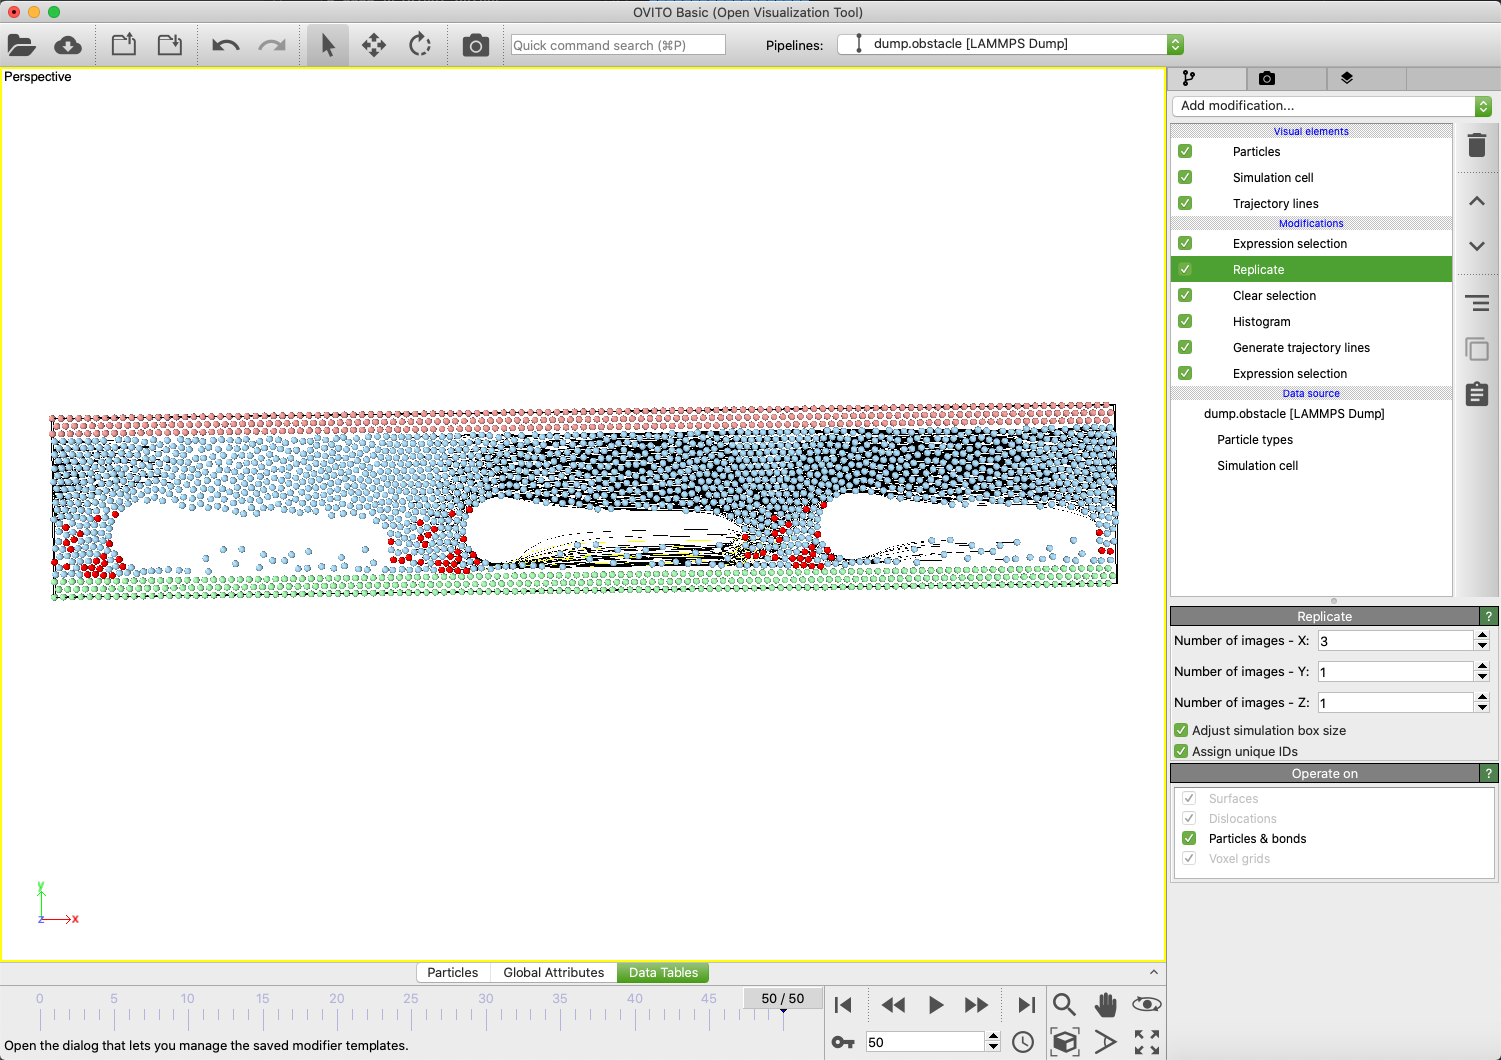 OVITO Basic (Open Visualization Tool)
Quick command search (⌘P)
Pipelines:
dump.obstacle [LAMMPS Dump]
Perspective
Add modification...
Visual elements
Particles
Simulation cell
Trajectory lines
Modifications
Expression selection
Replicate
Clear selection
Histogram
Generate trajectory lines
Expression selection
Data source
dump.obstacle [LAMMPS Dump]
Particle types
Simulation cell
Replicate ?
Number of images - X: 3
Number of images - Y: 1
Number of images - Z: 1
Adjust simulation box size
Assign unique IDs
Operate on ?
Surfaces
Dislocations
Particles & bonds
Voxel grids
y
z x
Particles Global Attributes Data Tables
0 5 10 15 20 25 30 35 40 45 50 / 50
50
Open the dialog that lets you manage the saved modifier templates.